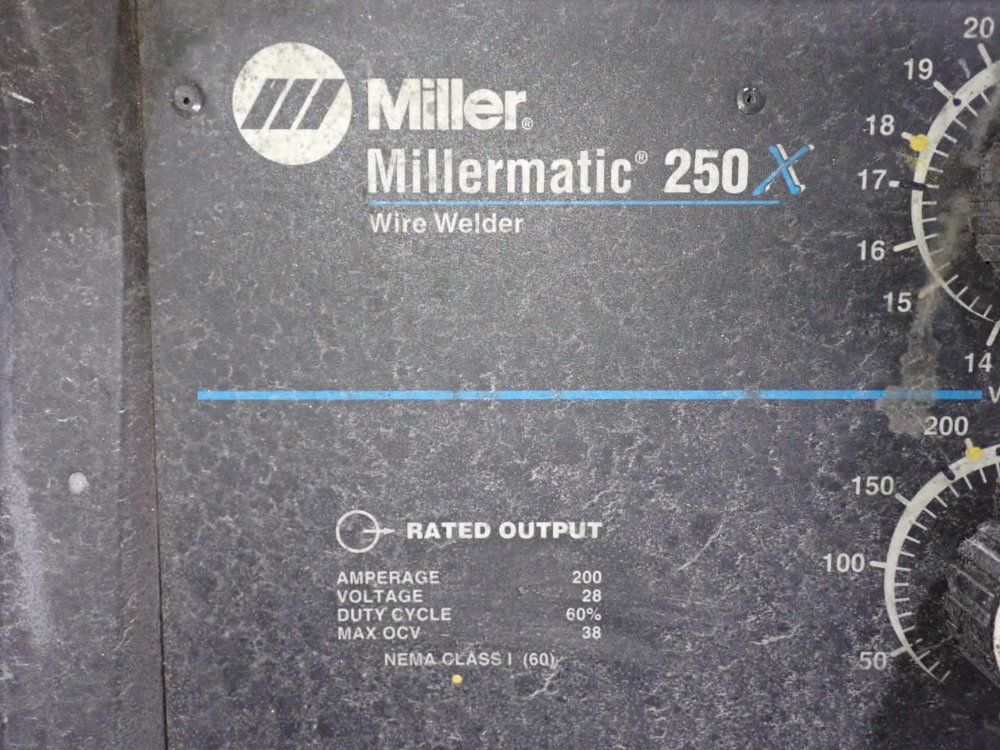 Miller®
Millermatic® 250 X
Wire Welder
20
19
18
17
16
15
14
V
RATED OUTPUT
AMPERAGE 200
VOLTAGE 28
DUTY CYCLE 60%
MAX OCV 38
NEMA CLASS I (60)
200
150
100
50